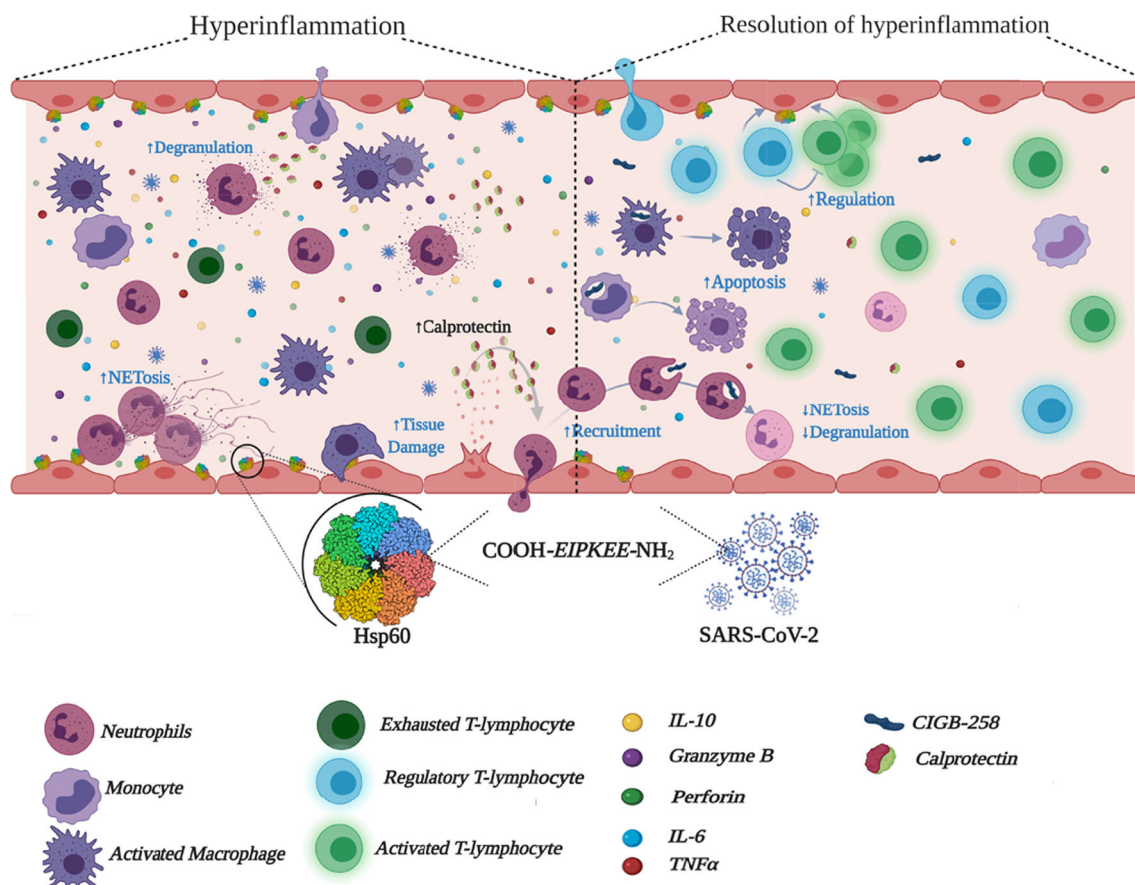 Hyperinflammation
Resolution of hyperinflammation
↑Degranulation
↑Regulation
↑Apoptosis
↑Calprotectin
↑NETosis
↑Tissue
Damage
↑Recruitment
↓NETosis
↓Degranulation
COOH-EIPKEE-NH₂
Hsp60
SARS-CoV-2
Neutrophils
Monocyte
Activated Macrophage
Exhausted T-lymphocyte
Regulatory T-lymphocyte
Activated T-lymphocyte
IL-10
Granzyme B
Perforin
IL-6
TNFα
CIGB-258
Calprotectin